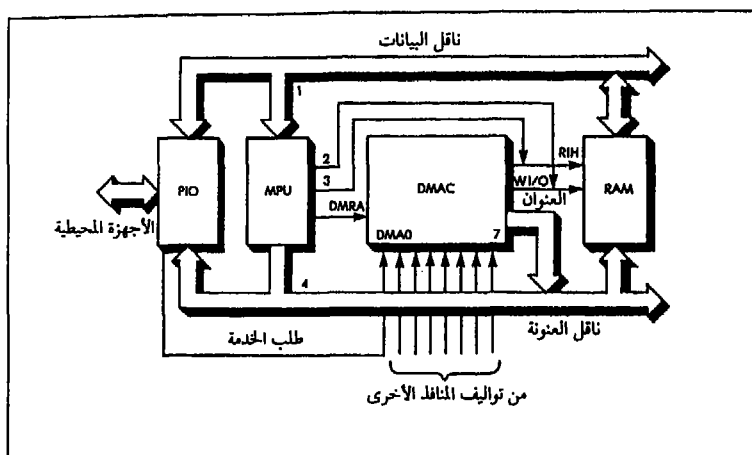 ناقل البيانات
1
2
3
PIO
MPU
DMAC
RAM
RIH
WI/O
العنوان
DMRA
DMA0
7
الأجهزة المحيطية
4
ناقل العنونة
طلب الخدمة
من تواليف المنافذ الأخرى